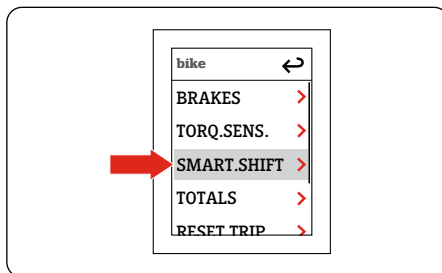 bike
BRAKES
TORQ.SENS.
SMART.SHIFT
TOTALS
RESET TRIP